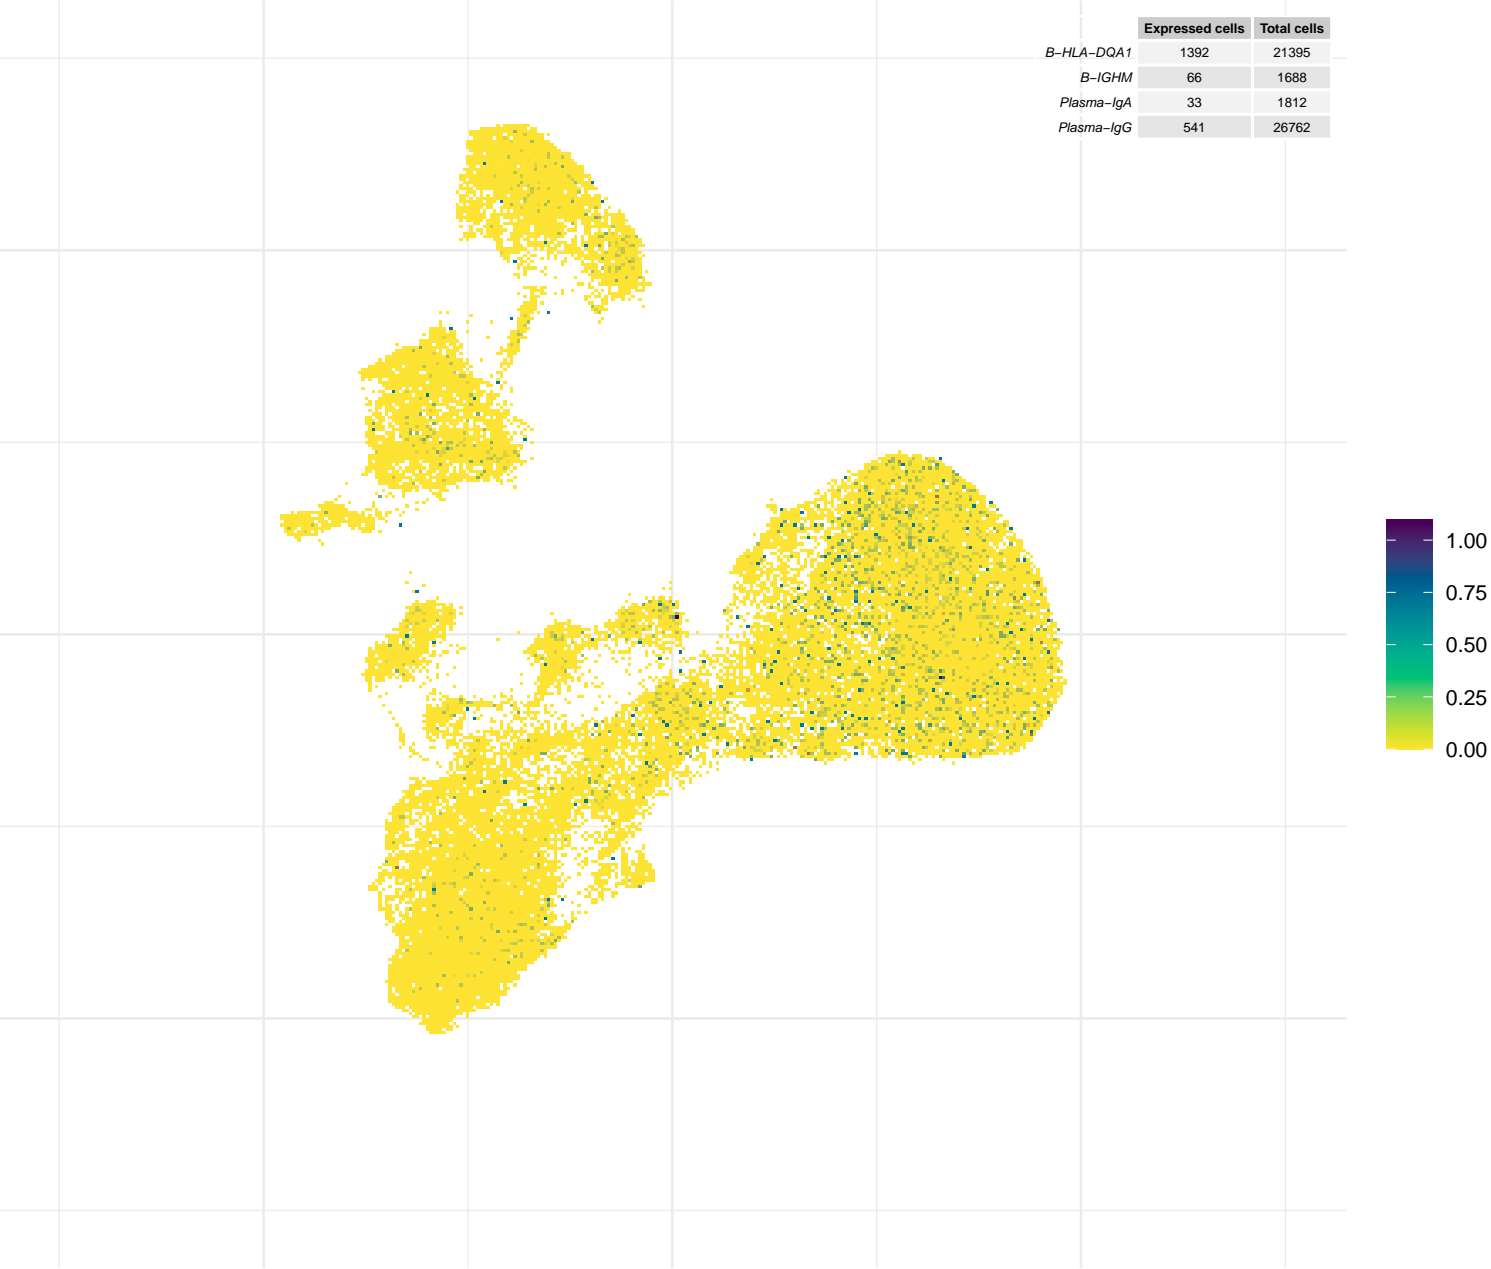 Expressed cells Total cells
B−HLA−DQA1 1392 21395
B−IGHM 66 1688
Plasma−IgA 33 1812
Plasma−IgG 541 26762
1.00
0.75
0.50
0.25
0.00